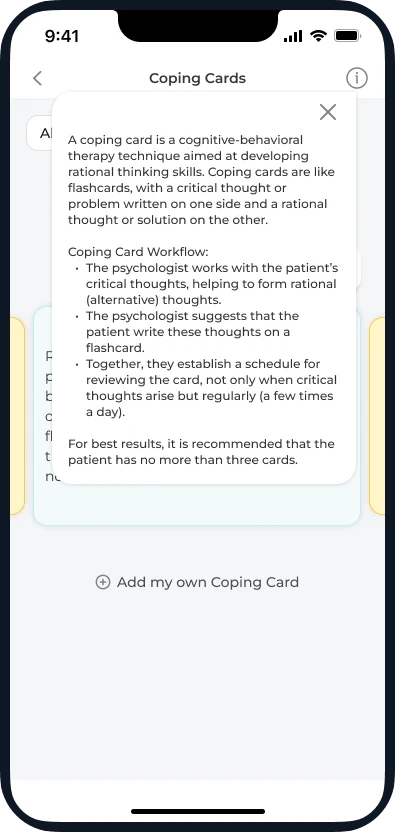 9:41
Coping Cards
A coping card is a cognitive-behavioral
therapy technique aimed at developing
rational thinking skills. Coping cards are like
flashcards, with a critical thought or
problem written on one side and a rational
thought or solution on the other.
Coping Card Workflow:
• The psychologist works with the patient's
critical thoughts, helping to form rational
(alternative) thoughts.
• The psychologist suggests that the
patient write these thoughts on a
flashcard.
• Together, they establish a schedule for
reviewing the card, not only when critical
thoughts arise but regularly (a few times
a day).
For best results, it is recommended that the
patient has no more than three cards.
Add my own Coping Card